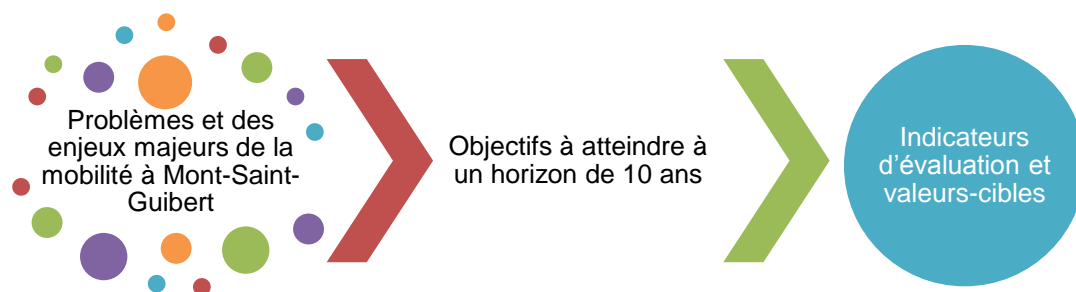 Problèmes et des
enjeux majeurs de la
mobilité à Mont-Saint-
Guibert
Objectifs à atteindre à
un horizon de 10 ans
Indicateurs
d'évaluation et
valeurs-cibles